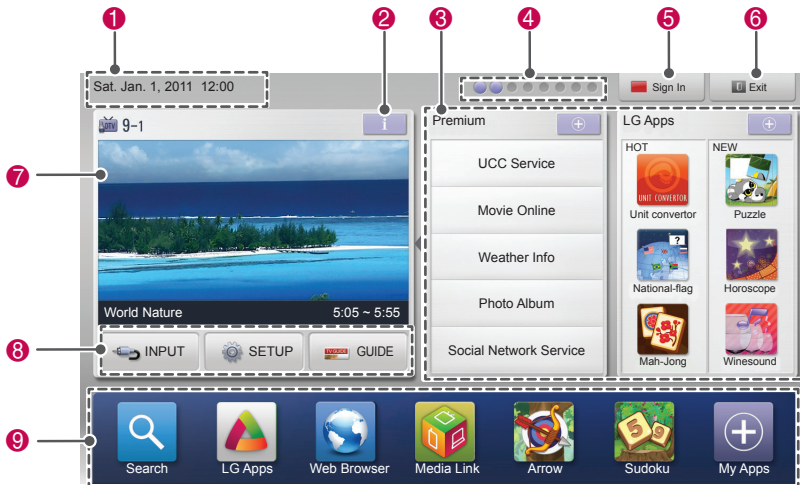 1
2
3
4
5
6
Sat. Jan. 1, 2011 12:00
Sign In
Exit
DTV 9-1
i
Premium
LG Apps
7
UCC Service
Movie Online
Weather Info
Photo Album
Social Network Service
HOT
NEW
UNIT CONVERTOR
Unit convertor
Puzzle
?
National-flag
Horoscope
Mah-Jong
Winesound
World Nature 5:05 ~ 5:55
8
INPUT
SETUP
TV GUIDE
GUIDE
9
5 9
Search
LG Apps
Web Browser
Media Link
Arrow
Sudoku
My Apps